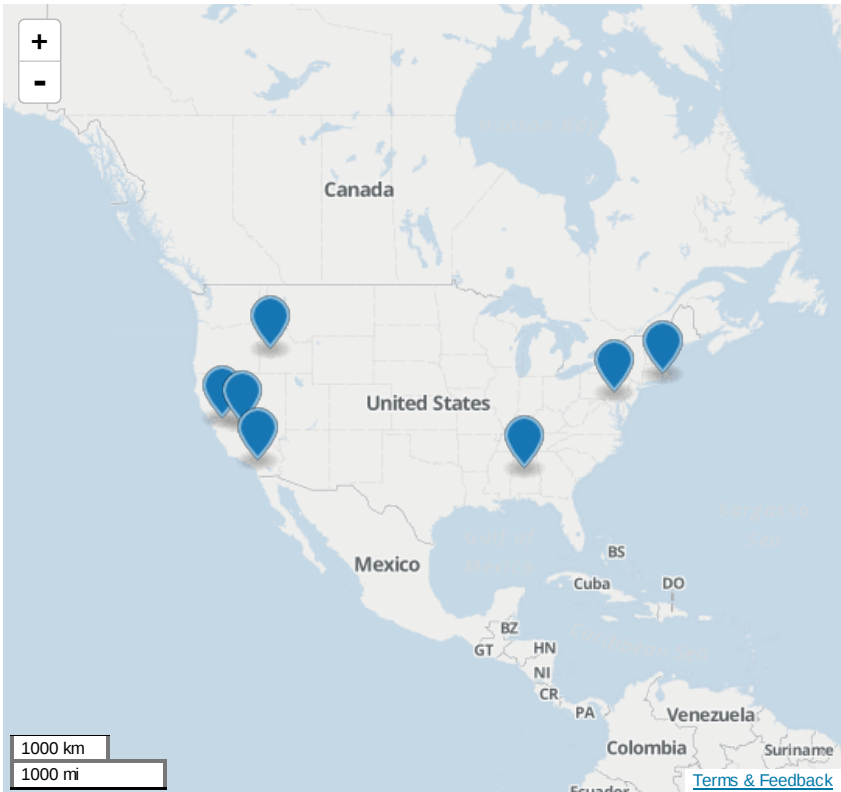 +
-
Canada
United States
Mexico
BS
Cuba
DO
BZ
GT
HN
NI
CR
PA
Venezuela
Colombia
Suriname
Ecuador
1000 km
1000 mi
Terms & Feedback